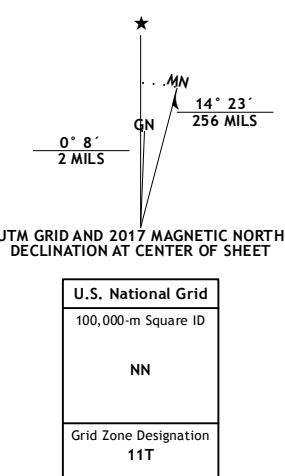 MN
14° 23´
256 MILS
GN
0° 8´
2 MILS
UTM GRID AND 2017 MAGNETIC NORTH
DECLINATION AT CENTER OF SHEET
U.S. National Grid
100,000-m Square ID
NN
Grid Zone Designation
11T